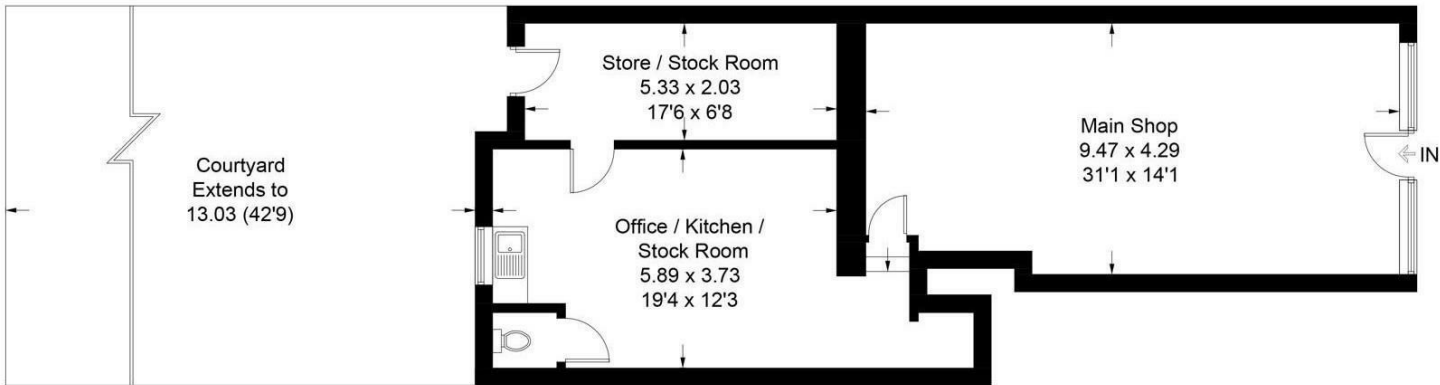 Store / Stock Room
5.33 x 2.03
17'6 x 6'8
Main Shop
9.47 x 4.29
31'1 x 14'1
IN
Courtyard
Extends to
13.03 (42'9)
Office / Kitchen /
Stock Room
5.89 x 3.73
19'4 x 12'3